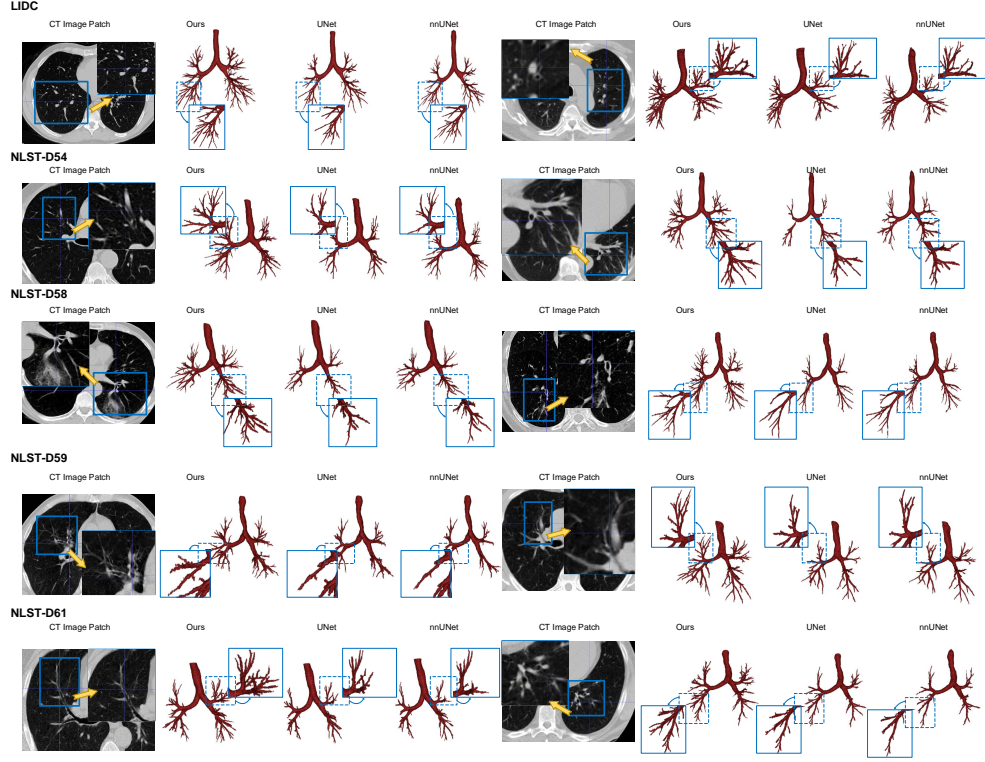 LIDC
CT Image Patch Ours UNet nnUNet CT Image Patch Ours UNet nnUNet
NLST-D54
CT Image Patch Ours UNet nnUNet CT Image Patch Ours UNet nnUNet
NLST-D58
CT Image Patch Ours UNet nnUNet CT Image Patch Ours UNet nnUNet
NLST-D59
CT Image Patch Ours UNet nnUNet CT Image Patch Ours UNet nnUNet
NLST-D61
CT Image Patch Ours UNet nnUNet CT Image Patch Ours UNet nnUNet